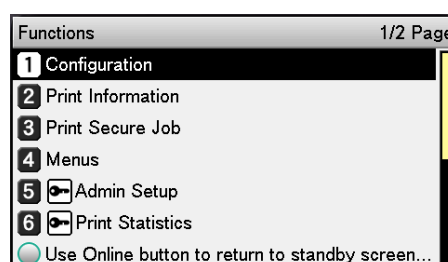 Functions 1/2 Page
1 Configuration
2 Print Information
3 Print Secure Job
4 Menus
5 Admin Setup
6 Print Statistics
Use Online button to return to standby screen...